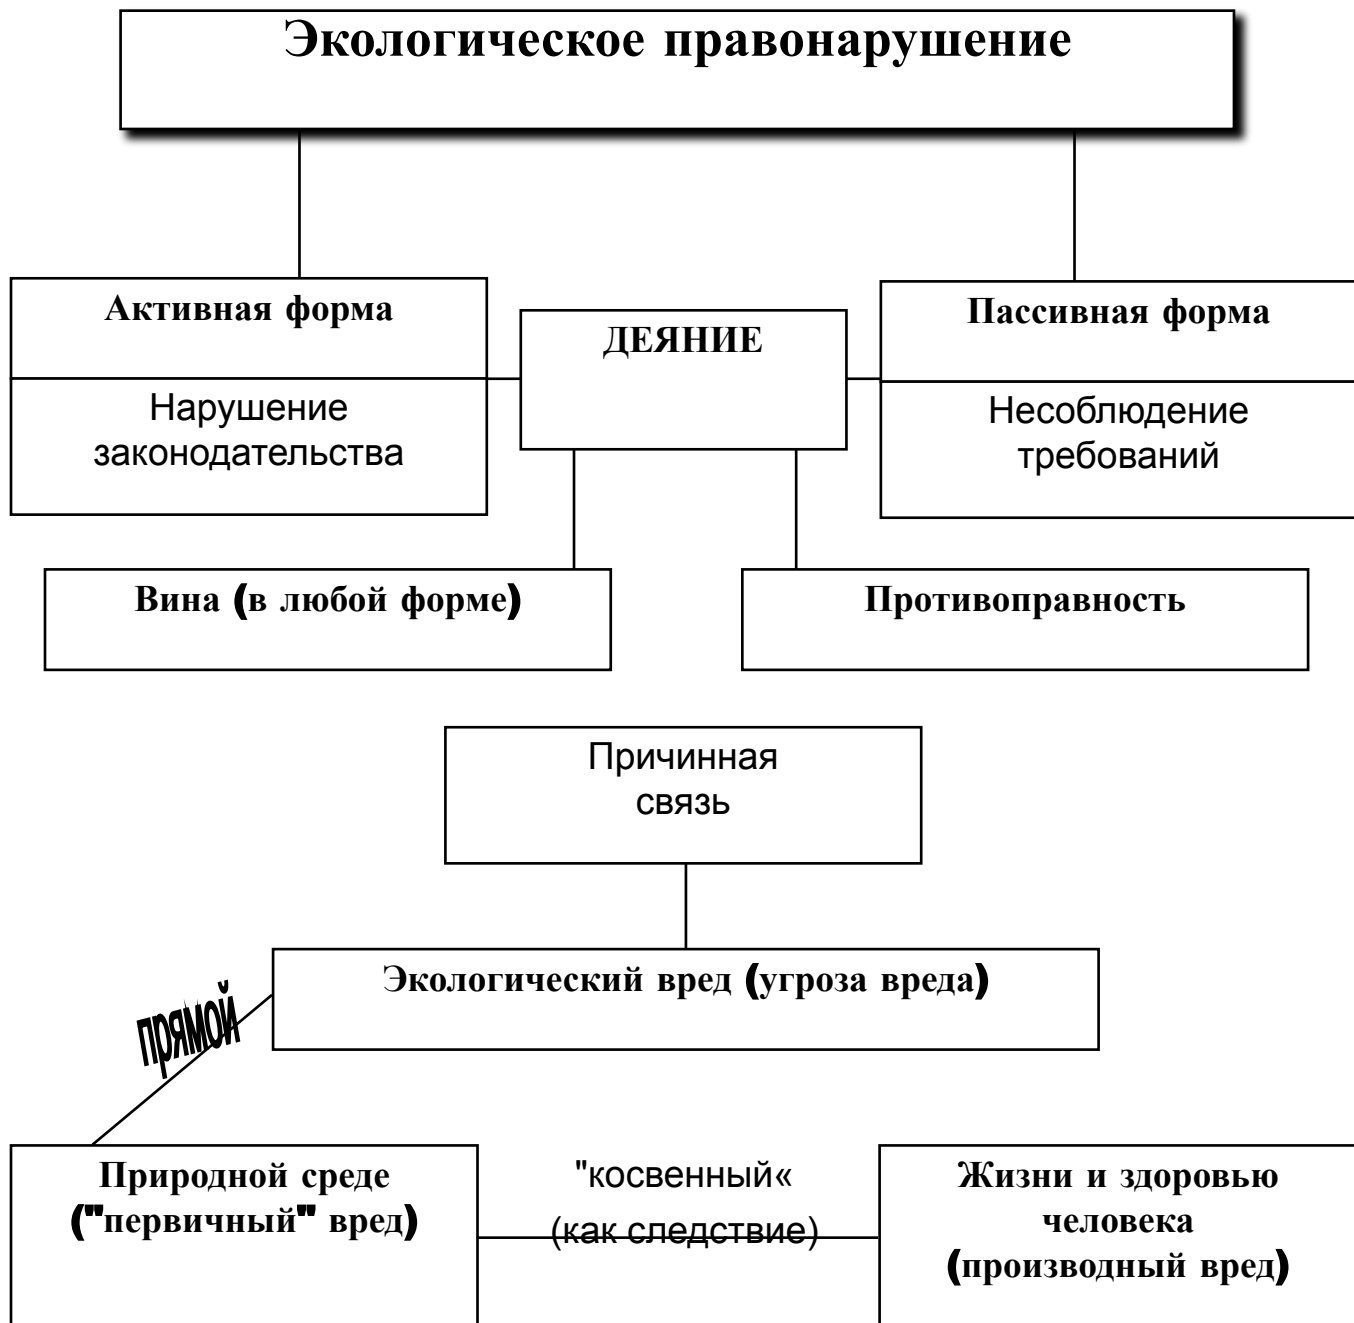 Экологическое правонарушение
Активная форма
Нарушение
законодательства
ДЕЯНИЕ
Пассивная форма
Несоблюдение
требований
Вина (в любой форме)
Противоправность
Причинная
связь
Экологический вред (угроза вреда)
прямой
Природной среде
("первичный" вред)
"косвенный«
(как следствие)
Жизни и здоровью
человека
(производный вред)